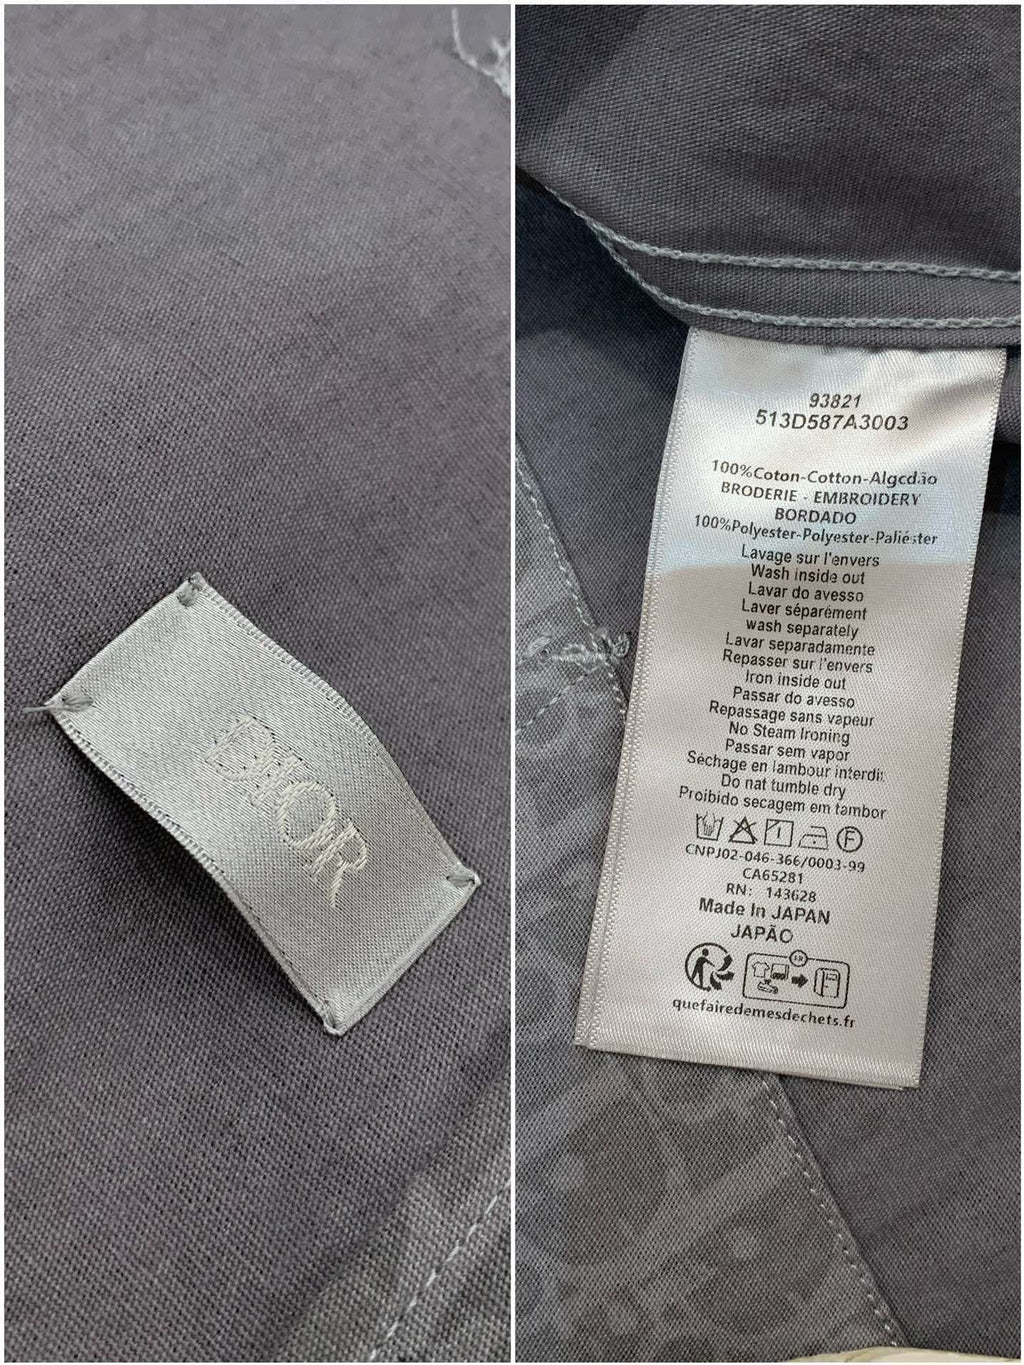 DIOR
93821
513D587A3003
100%Coton-Cotton-Algcdão
BRODERIE - EMBROIDERY
BORDADO
100%Polyester-Polyester-Paliéster
Lavage sur l'envers
Wash inside out
Lavar do avesso
Laver séparément
wash separately
Lavar separadamente
Repasser sur l'envers
Iron inside out
Passar do avesso
Repassage sans vapeur
No Steam Ironing
Passar sem vapor
Séchage en lambour interdit
Do nat tumble dry
Proibido secagem em tambor
F
CNPJ02-046-366/0003-99
CA65281
RN: 143628
Made In JAPAN
JAPÃO
FR
quefairedemesdechets.fr